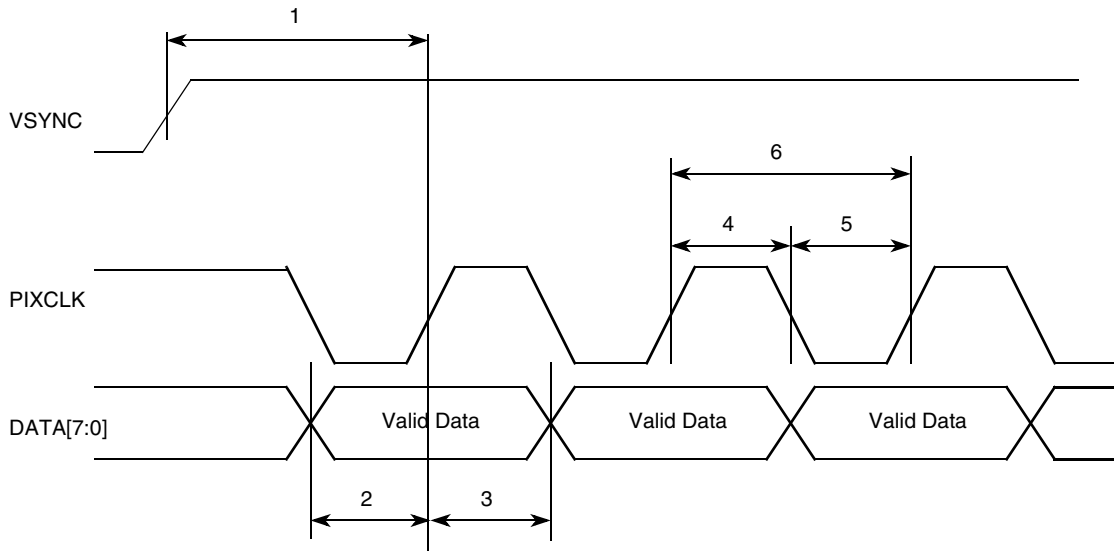 1
VSYNC
6
4
5
PIXCLK
DATA[7:0]
Valid Data
Valid Data
Valid Data
2
3